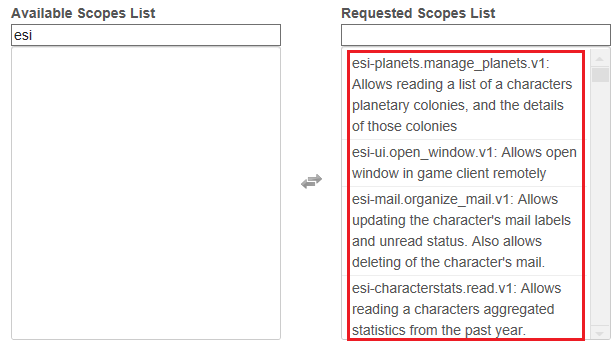 Available Scopes List
esi
Requested Scopes List
esi-planets.manage_planets.v1:
Allows reading a list of a characters
planetary colonies, and the details
of those colonies
esi-ui.open_window.v1: Allows open
window in game client remotely
esi-mail.organize_mail.v1: Allows
updating the character's mail labels
and unread status. Also allows
deleting of the character's mail.
esi-characterstats.read.v1: Allows
reading a characters aggregated
statistics from the past year.